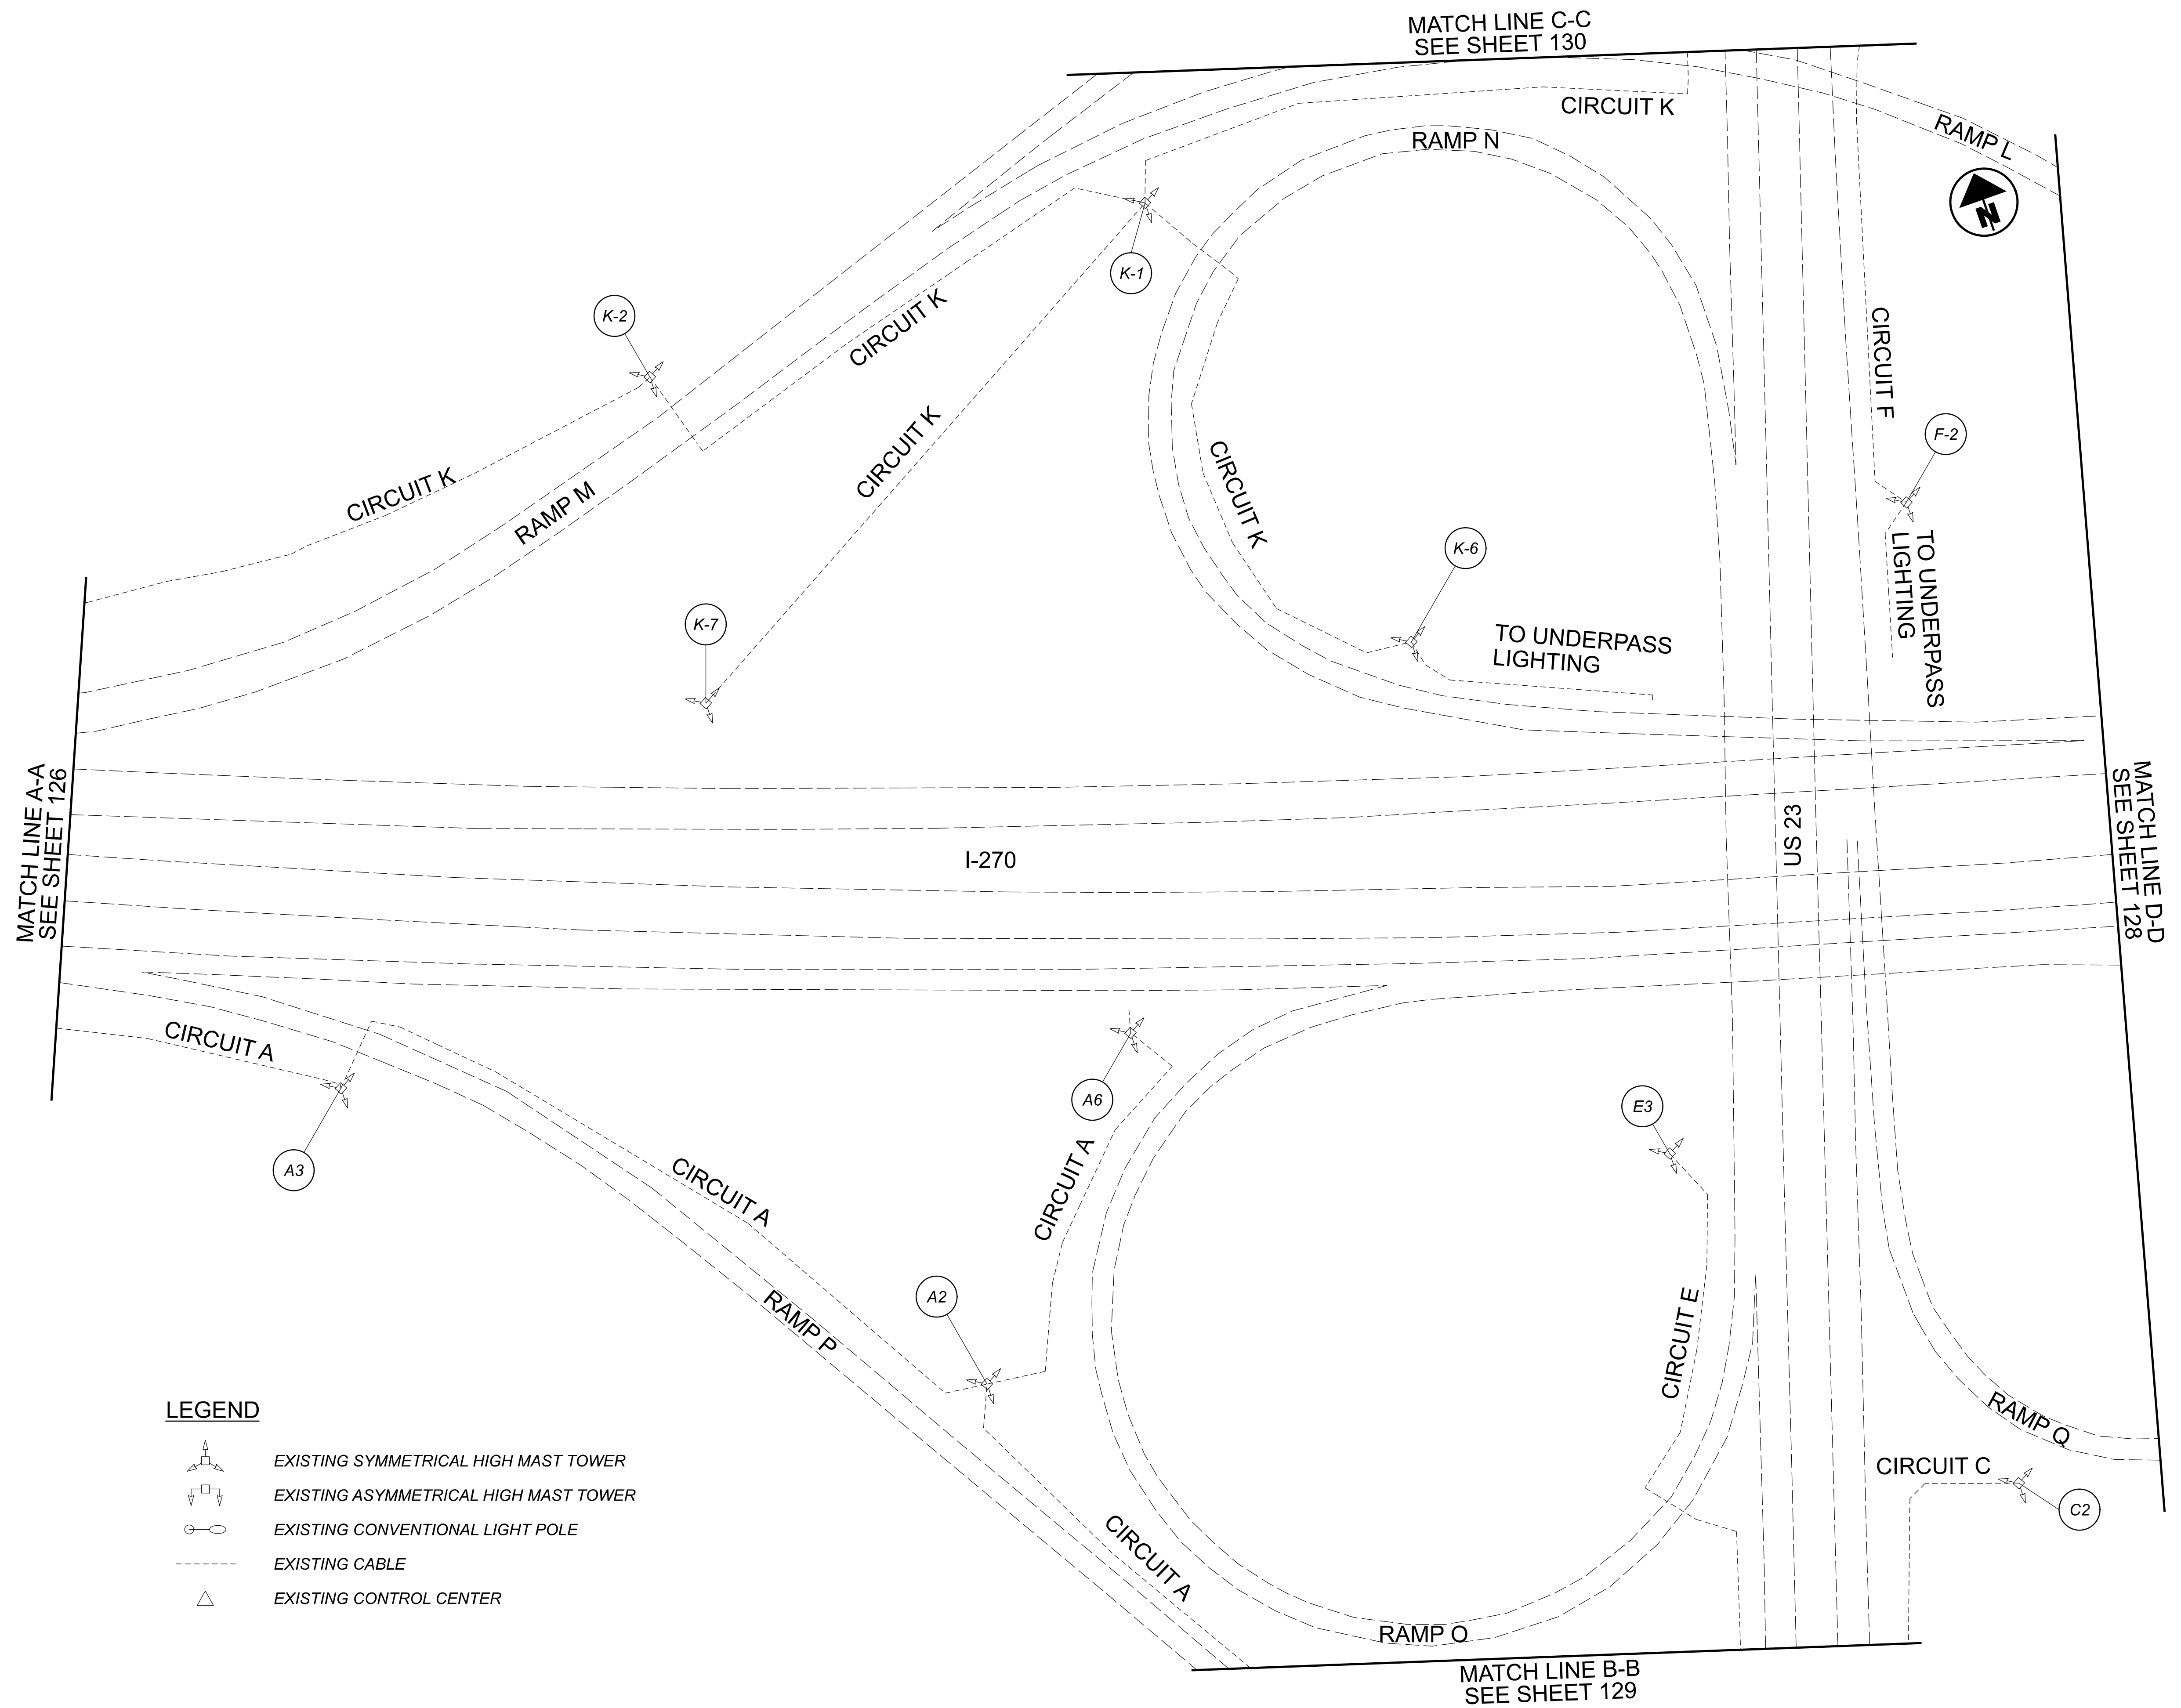 MATCH LINE C-C
SEE SHEET 130
CIRCUIT K
RAMP N
RAMP L
N
K-1
K-2
CIRCUIT K
CIRCUIT F
CIRCUIT K
F-2
CIRCUIT K
CIRCUIT K
RAMP M
K-6
TO UNDERPASS
LIGHTING
K-7
TO UNDERPASS
LIGHTING
MATCH LINE A-A
SEE SHEET 126
I-270
US 23
MATCH LINE D-D
SEE SHEET 128
CIRCUIT A
A3
A6
E3
CIRCUIT A
CIRCUIT A
A2
RAMP P
CIRCUIT E
RAMP Q
CIRCUIT C
C2
CIRCUIT A
RAMP O
MATCH LINE B-B
SEE SHEET 129
LEGEND
EXISTING SYMMETRICAL HIGH MAST TOWER
EXISTING ASYMMETRICAL HIGH MAST TOWER
EXISTING CONVENTIONAL LIGHT POLE
EXISTING CABLE
EXISTING CONTROL CENTER